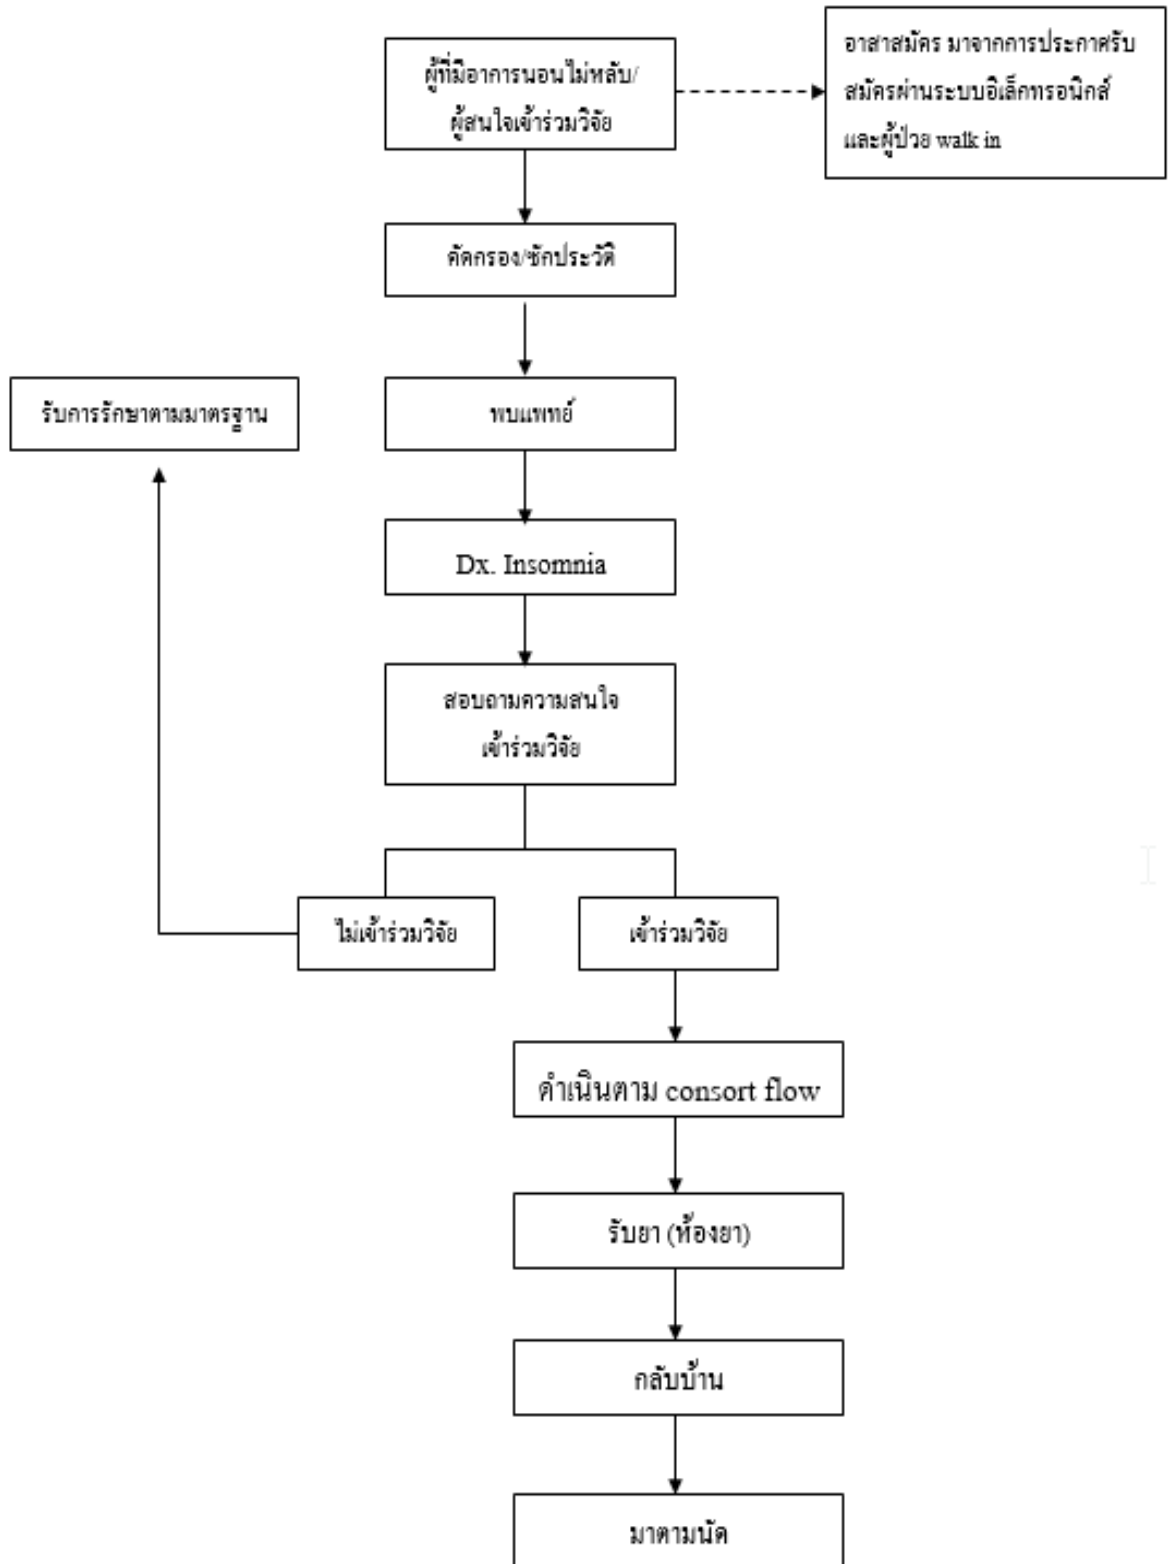 ผู้ที่มีอาการนอนไม่หลับ/
ผู้สนใจเข้าร่วมวิจัย
อาสาสมัคร มาจากการประกาศรับ
สมัครผ่านระบบอิเล็กทรอนิกส์
และผู้ป่วย walk in
คัดกรอง/ซักประวัติ
รับการรักษาตามมาตรฐาน
พบแพทย์
Dx. Insomnia
สอบถามความสนใจ
เข้าร่วมวิจัย
ไม่เข้าร่วมวิจัย
เข้าร่วมวิจัย
ดำเนินตาม consort flow
รับยา (ห้องยา)
กลับบ้าน
มาตามนัด